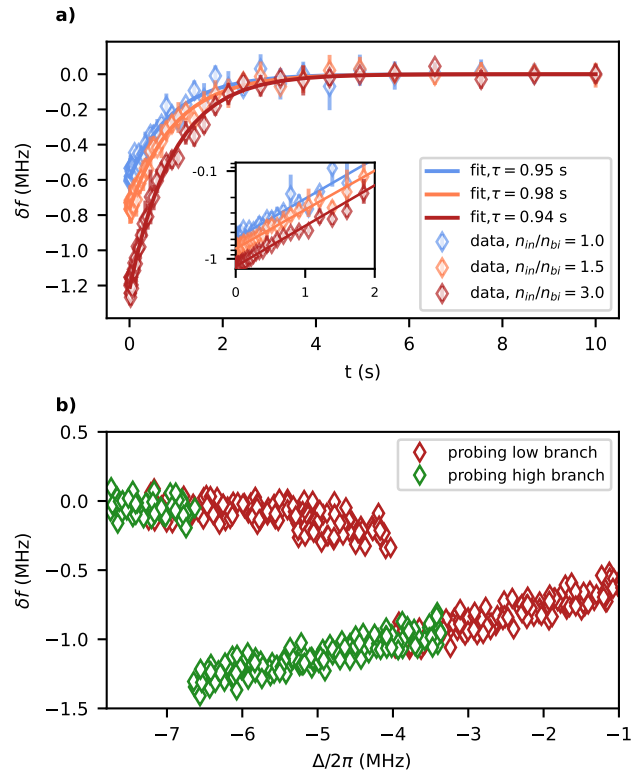 a)
0.0
−0.2
−0.4
−0.6
−0.8
−1.0
−1.2
δf (MHz)
-0.1
-1
0
1
2
fit,τ = 0.95 s
fit,τ = 0.98 s
fit,τ = 0.94 s
data, n_in/n_bi = 1.0
data, n_in/n_bi = 1.5
data, n_in/n_bi = 3.0
0 2 4 6 8 10
t (s)
b)
0.5
0.0
−0.5
−1.0
−1.5
δf (MHz)
probing low branch
probing high branch
−7 −6 −5 −4 −3 −2 −1
Δ/2π (MHz)